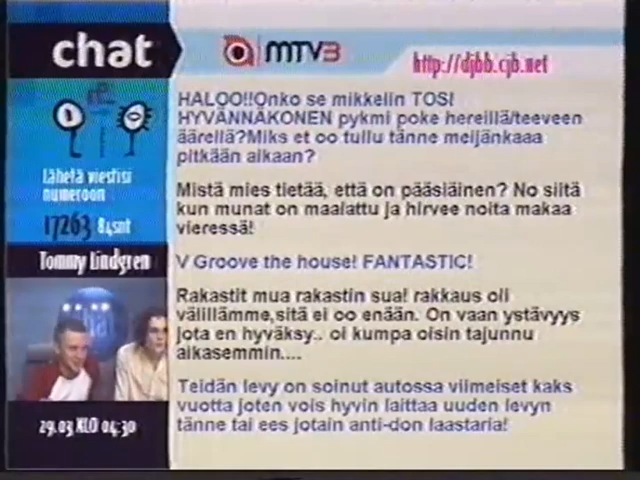 chat
MTV3
http://djbb.cjb.net
HALOO!!Onko se mikkelin TOSI
HYVÄNNÄKÖNEN pykmi poke hereillä/teeveen
äärellä?Miks et oo tullu tänne meijänkaaa
pitkään aikaan?
Mistä mies tietää, että on pääsiäinen? No siitä
kun munat on maalattu ja hirvee noita makaa
vieressä!
V Groove the house! FANTASTIC!
Rakastit mua rakastin sua! rakkaus oli
välillämme,sitä ei oo enään. On vaan ystävyys
jota en hyväksy.. oi kumpa oisin tajunnu
aikasemmin....
Teidän levy on soinut autossa viimeiset kaks
vuotta joten vois hyvin laittaa uuden levyn
tänne tai ees jotain anti-don laastaria!
Lähetä viestisi
numeroon
17263 84snt
Tommy Lindgren
29.03 KLO 04:30